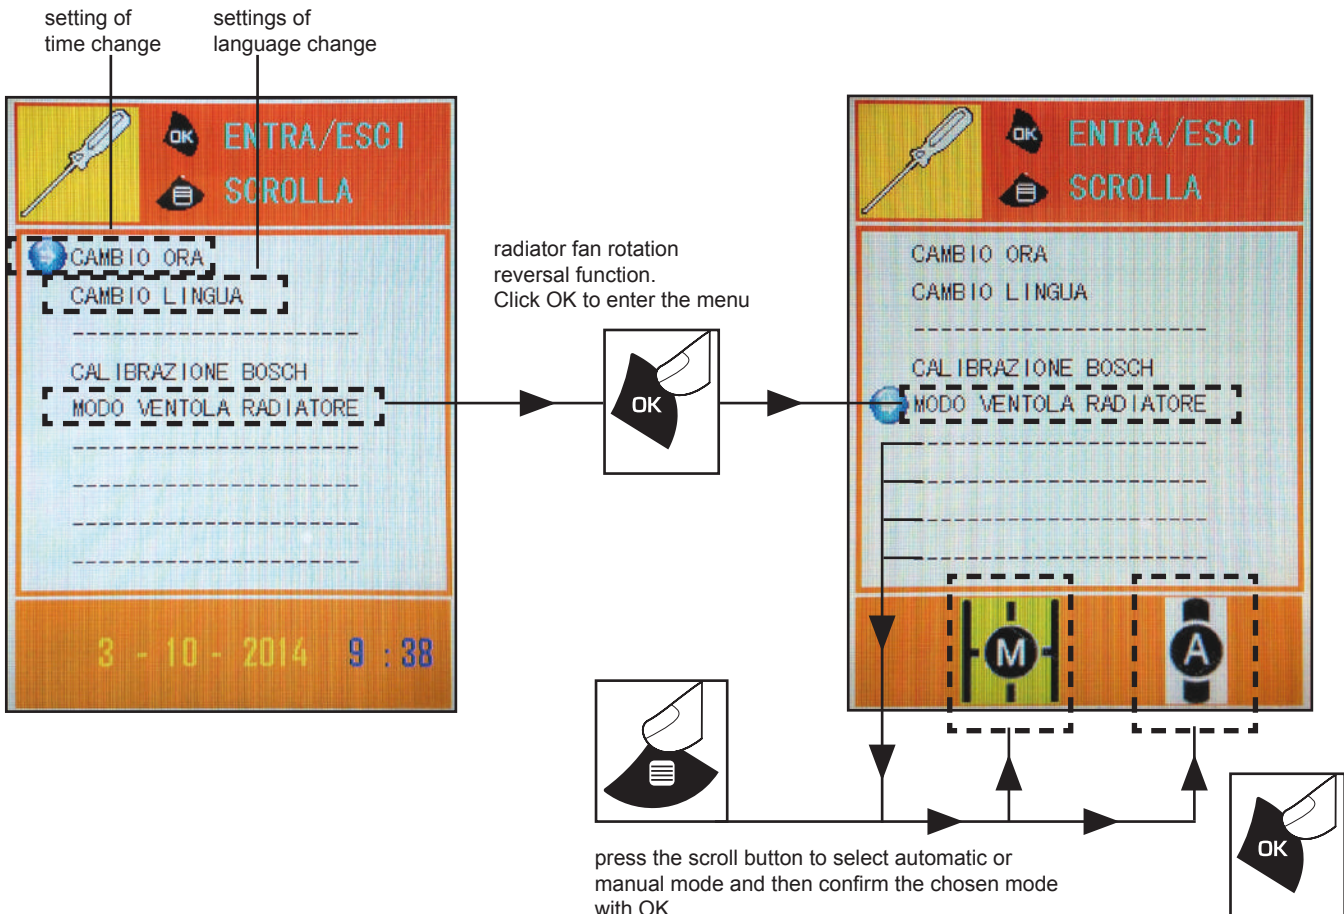 setting of
time change
settings of
language change
OK ENTRA/ESCI
SCROLLA
CAMBIO ORA
CAMBIO LINGUA
--------------------------
CALIBRAZIONE BOSCH
MODO VENTOLA RADIATORE
--------------------------
--------------------------
--------------------------
--------------------------
3 - 10 - 2014 9 : 38
radiator fan rotation
reversal function.
Click OK to enter the menu
OK
OK ENTRA/ESCI
SCROLLA
CAMBIO ORA
CAMBIO LINGUA
--------------------------
CALIBRAZIONE BOSCH
MODO VENTOLA RADIATORE
--------------------------
--------------------------
--------------------------
--------------------------
M A
press the scroll button to select automatic or
manual mode and then confirm the chosen mode
with OK
OK